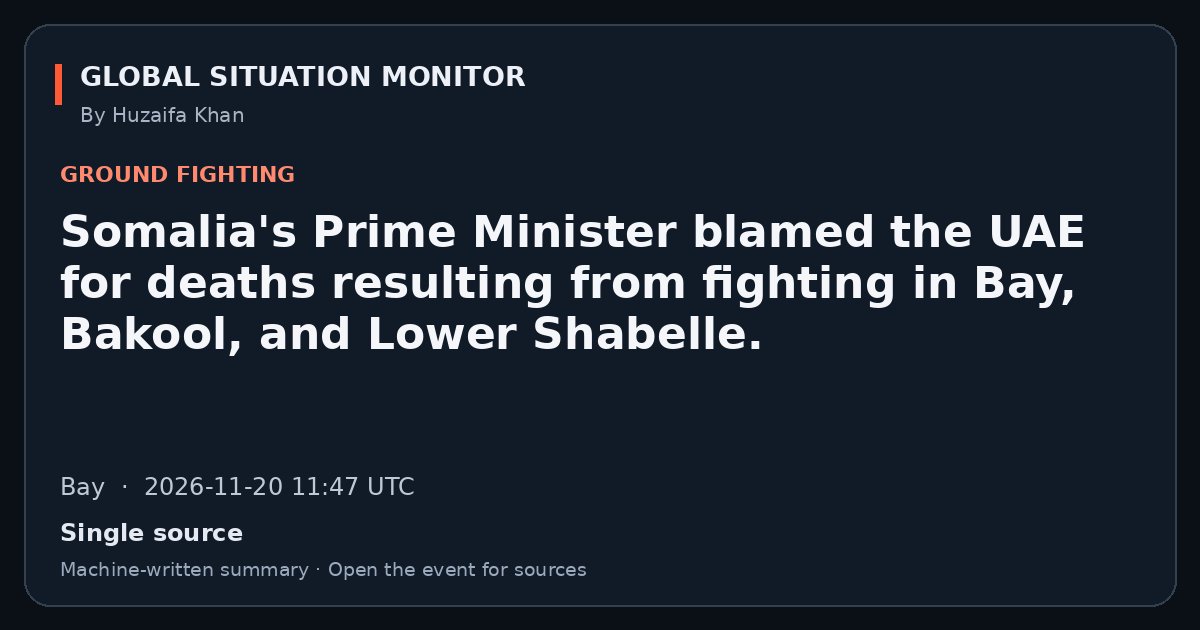 GLOBAL SITUATION MONITOR
By Huzaifa Khan
GROUND FIGHTING
Somalia's Prime Minister blamed the UAE
for deaths resulting from fighting in Bay,
Bakool, and Lower Shabelle.
Bay · 2026-11-20 11:47 UTC
Single source
Machine-written summary · Open the event for sources